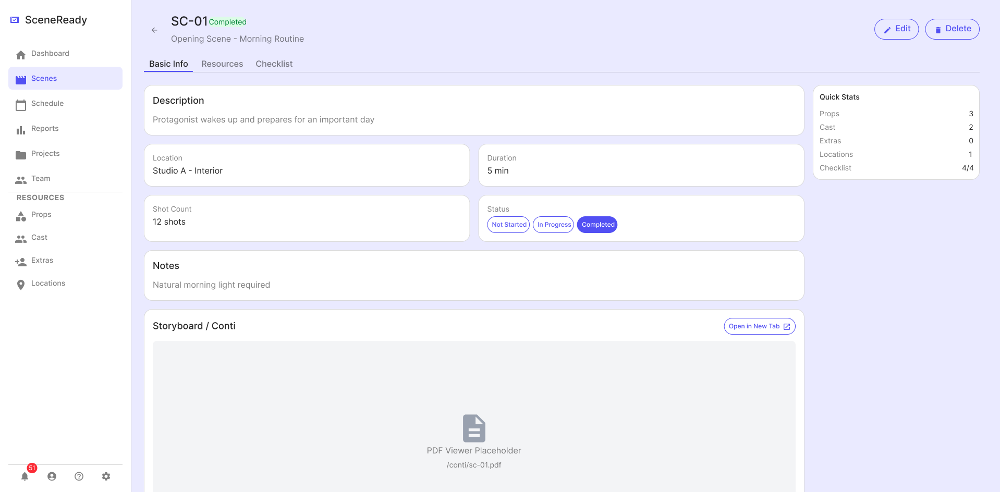 SceneReady
Dashboard
Scenes
Schedule
Reports
Projects
Team
RESOURCES
Props
Cast
Extras
Locations
51
SC-01 Completed
Opening Scene - Morning Routine
Edit
Delete
Basic Info
Resources
Checklist
Description
Protagonist wakes up and prepares for an important day
Location
Studio A - Interior
Duration
5 min
Shot Count
12 shots
Status
Not Started
In Progress
Completed
Notes
Natural morning light required
Storyboard / Conti
Open in New Tab
PDF Viewer Placeholder
/conti/sc-01.pdf
Quick Stats
Props 3
Cast 2
Extras 0
Locations 1
Checklist 4/4